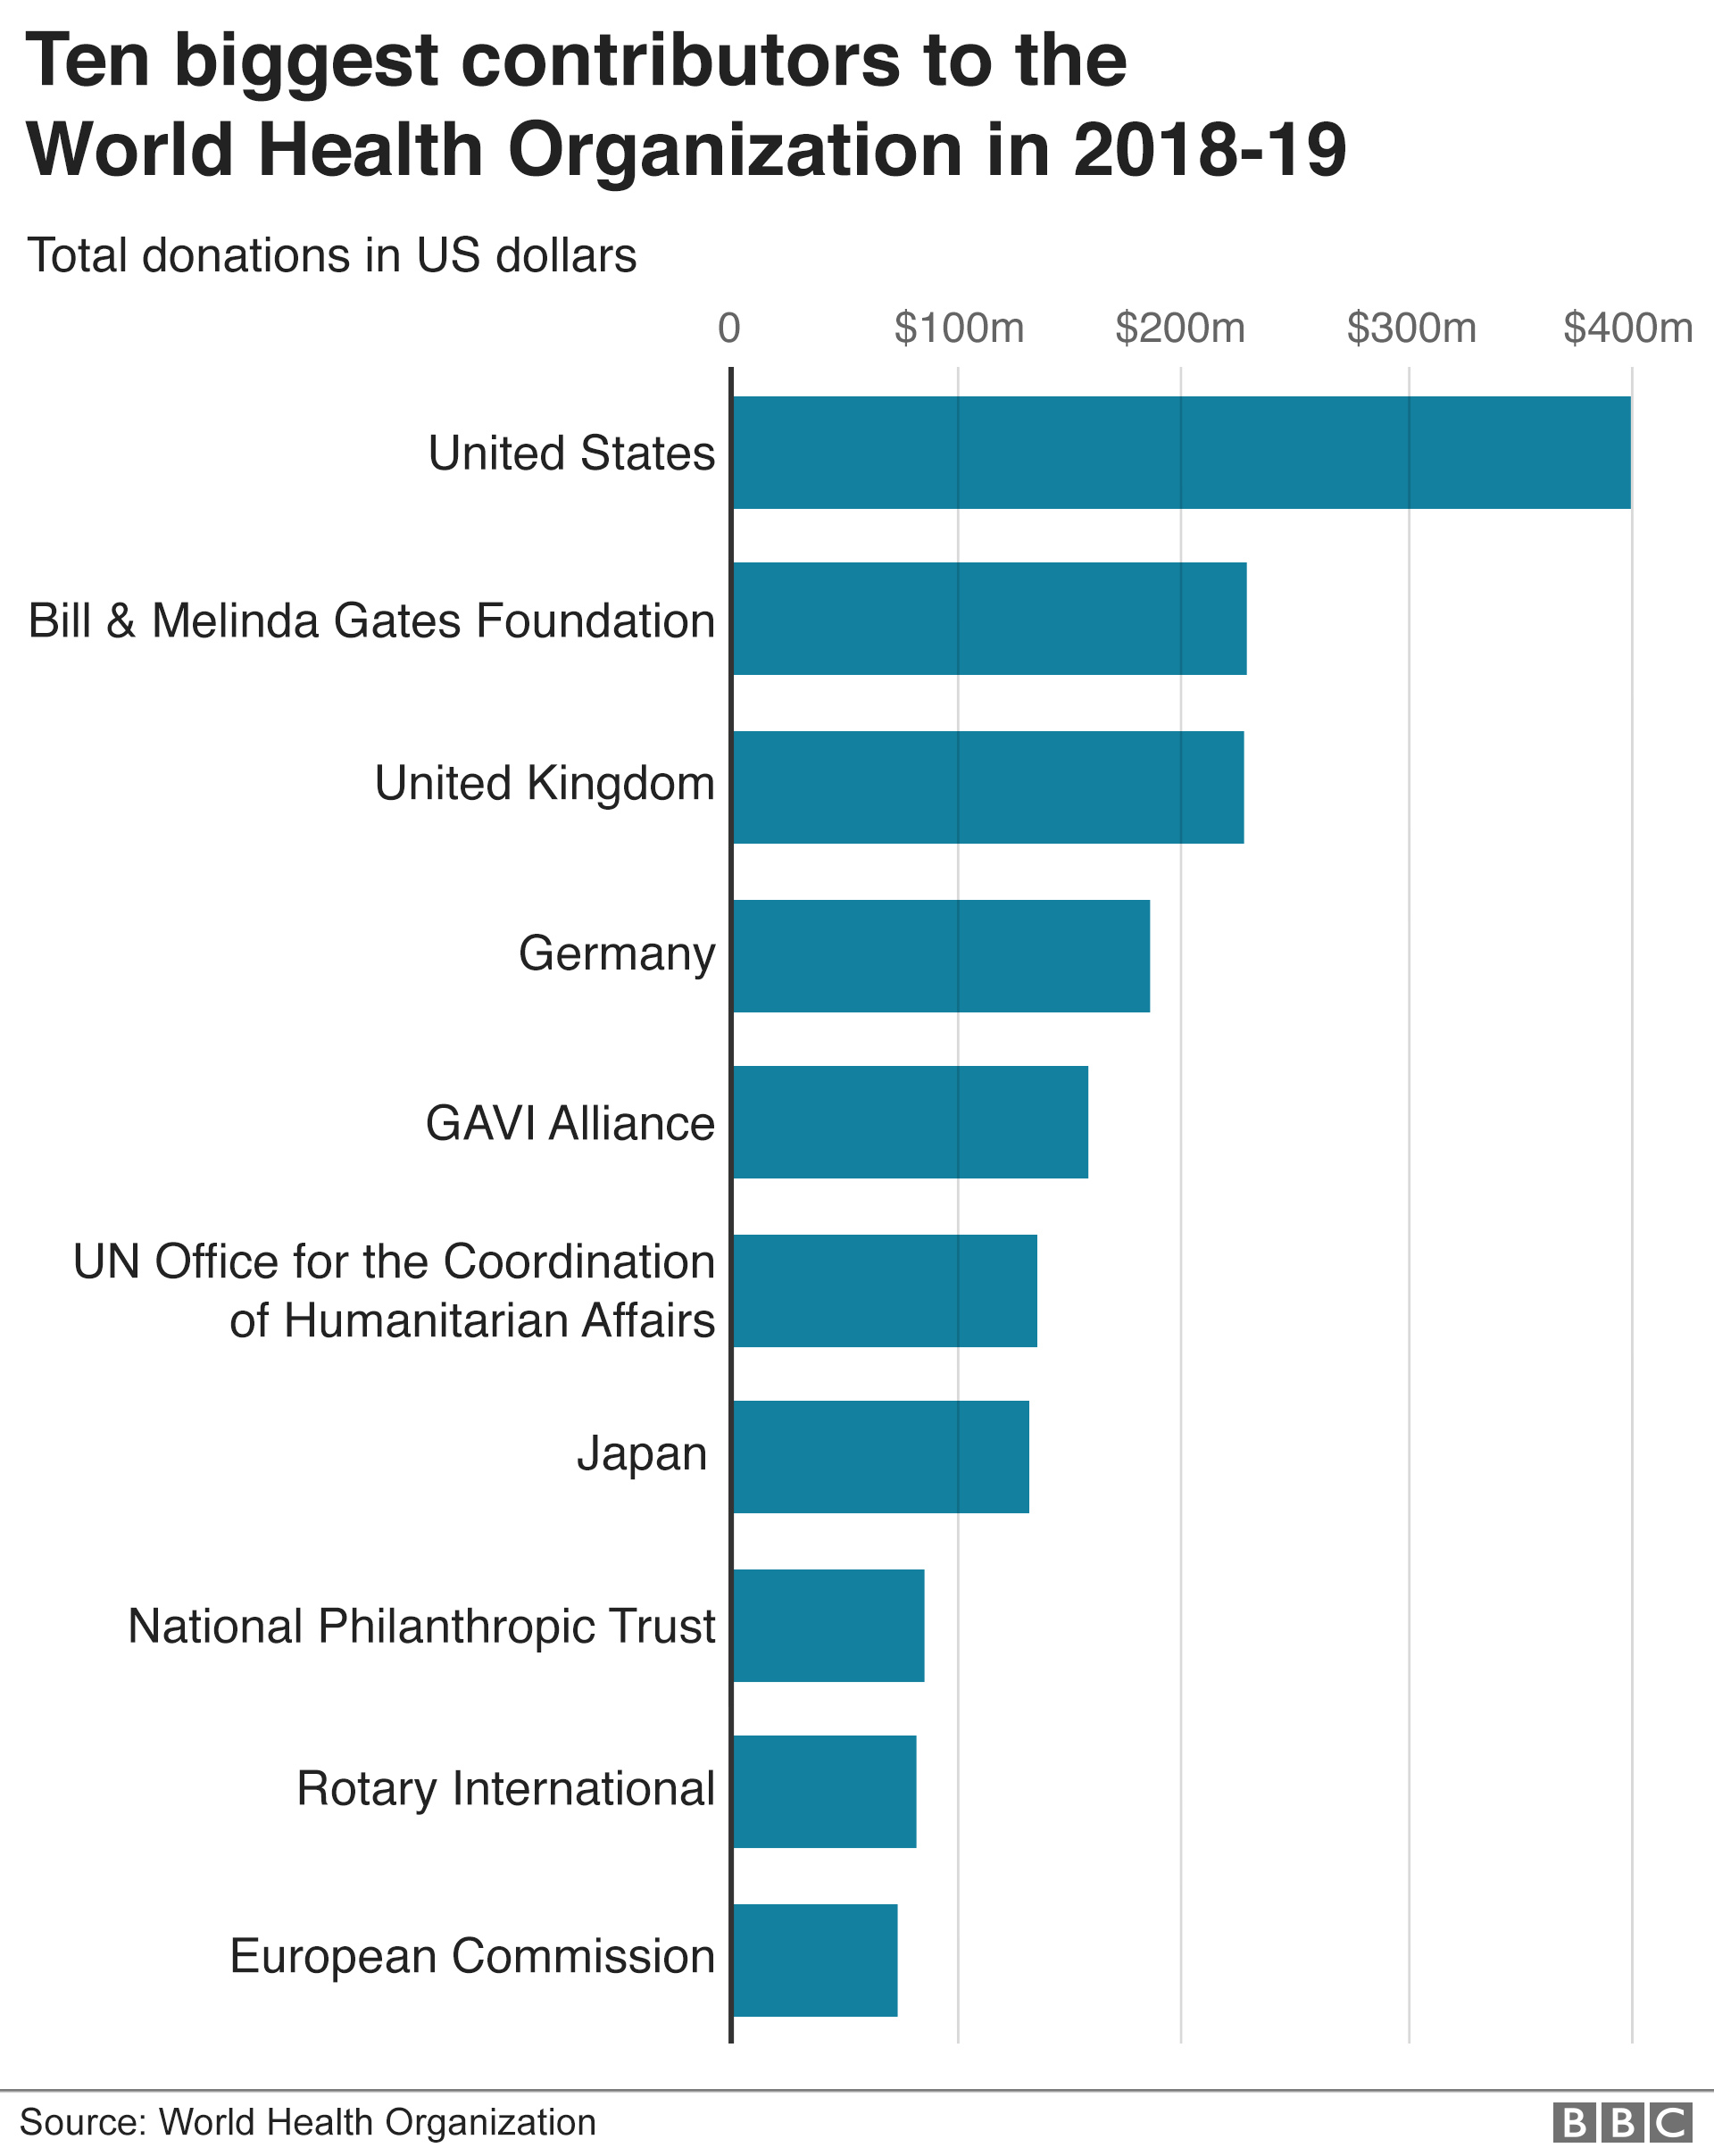 Ten biggest contributors to the
World Health Organization in 2018-19
Total donations in US dollars
0 $100m $200m $300m $400m
United States
Bill & Melinda Gates Foundation
United Kingdom
Germany
GAVI Alliance
UN Office for the Coordination
of Humanitarian Affairs
Japan
National Philanthropic Trust
Rotary International
European Commission
Source: World Health Organization
BBC